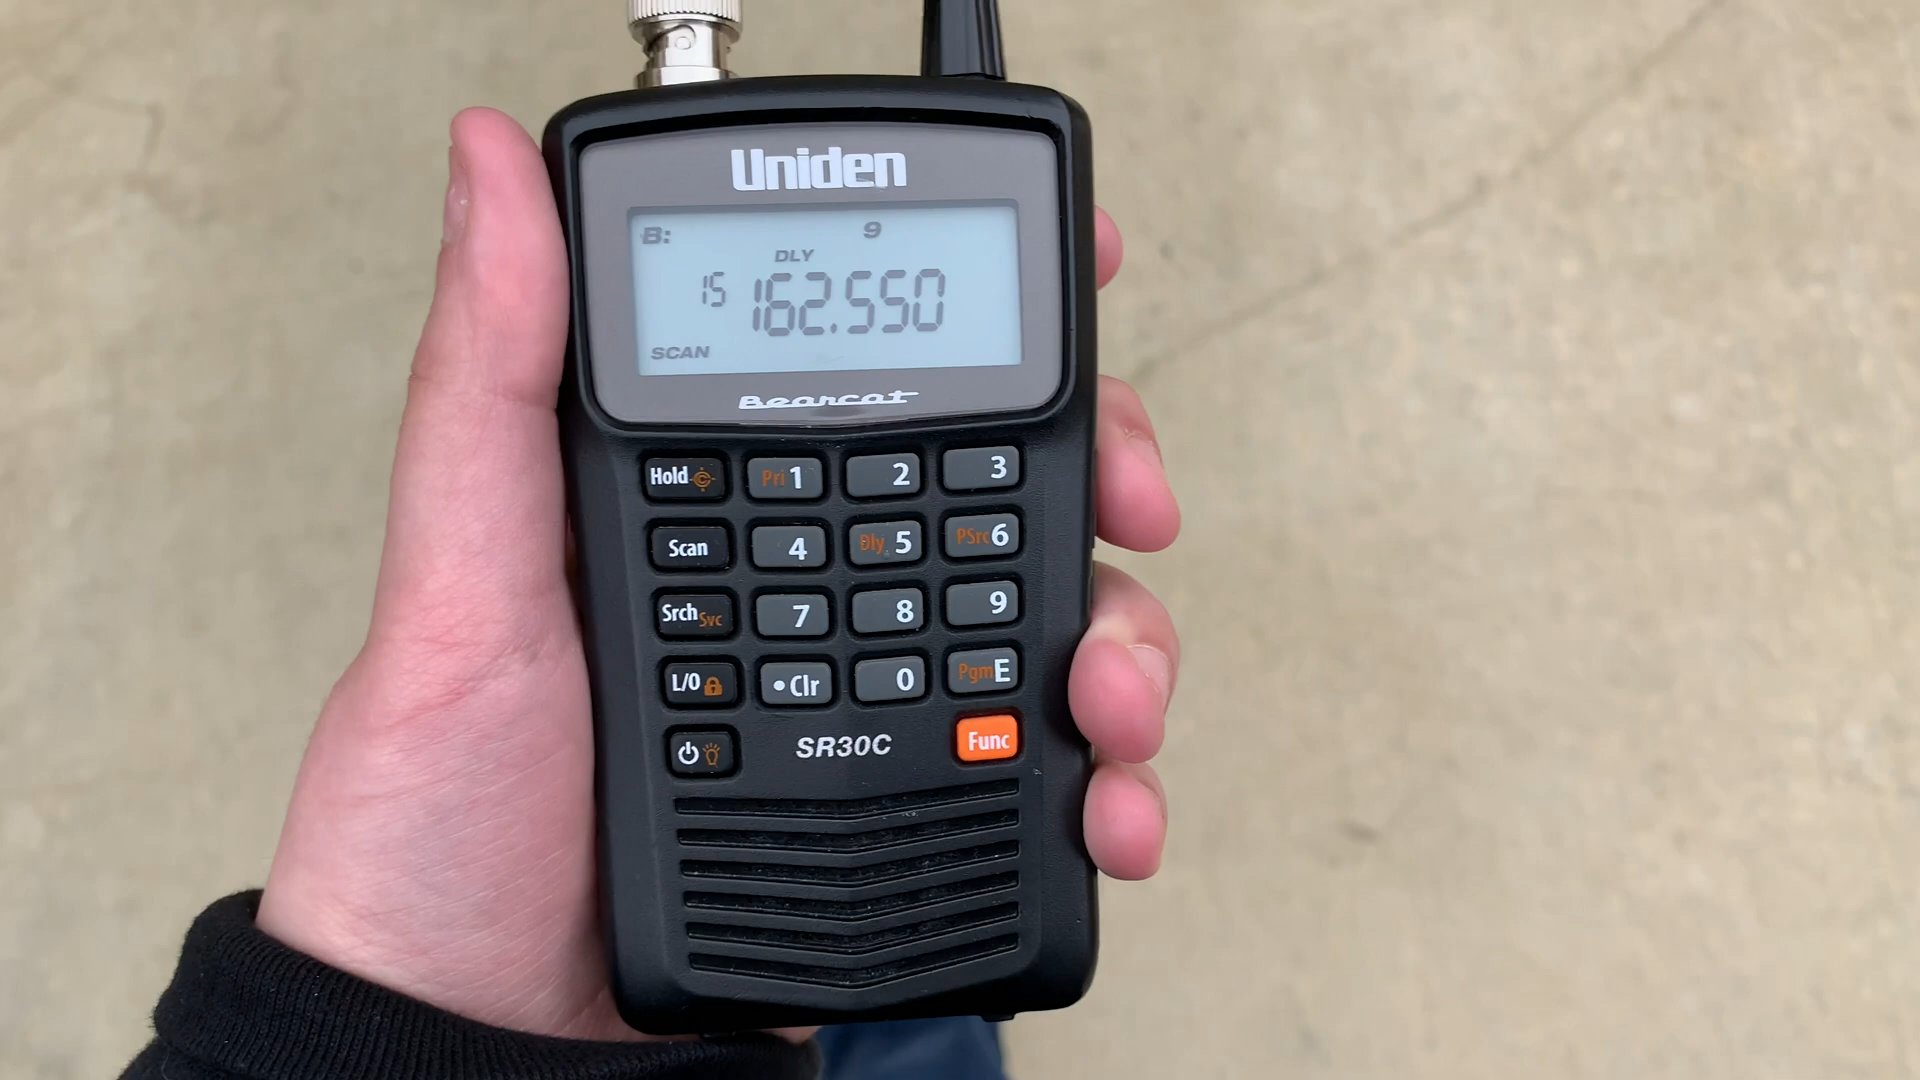 Uniden
B: 9
DLY
15 162.550
SCAN
Bearcat
Hold Pri 1 2 3
Scan 4 Dly 5 PSrc 6
Srch Svc 7 8 9
L/O •Clr 0 Pgm E
SR30C Func